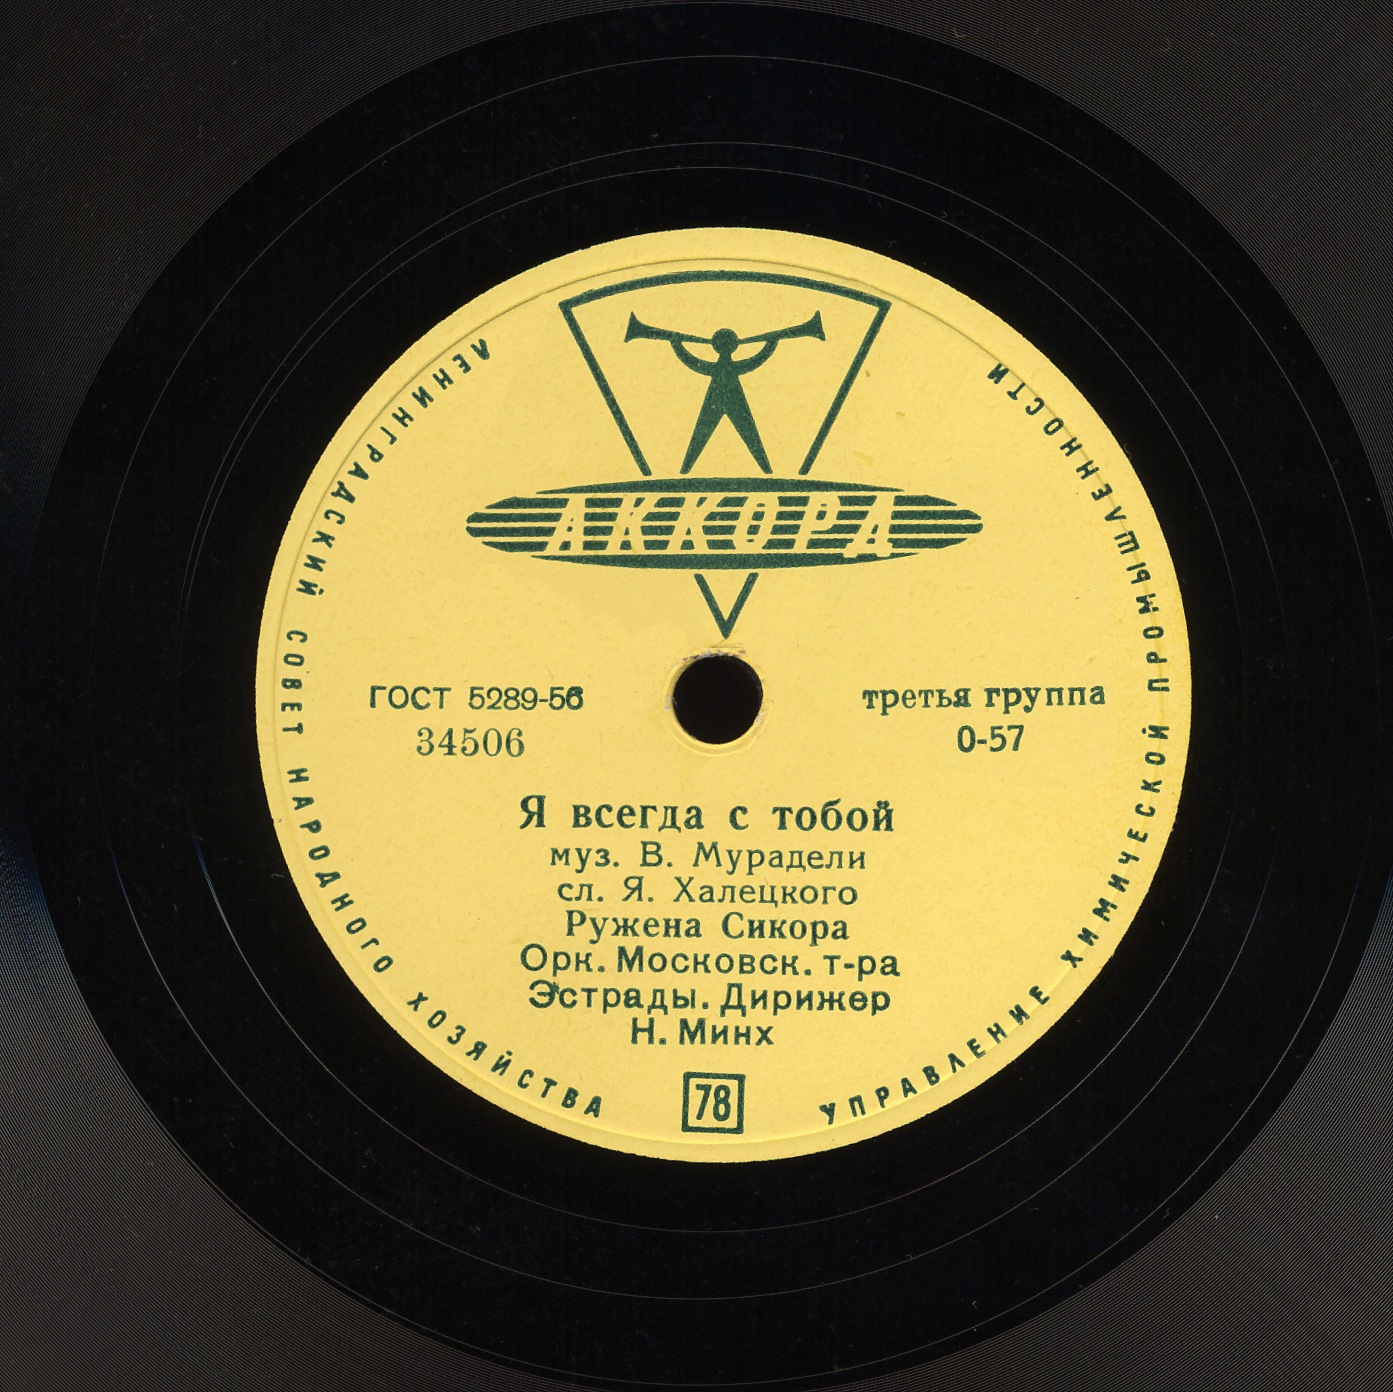 АККОРД
ЛЕНИНГРАДСКИЙ СОВЕТ НАРОДНОГО ХОЗЯЙСТВА
УПРАВЛЕНИЕ ХИМИЧЕСКОЙ ПРОМЫШЛЕННОСТИ
ГОСТ 5289-56
34506
третья группа
0-57
Я всегда с тобой
муз. В. Мурадели
сл. Я. Халецкого
Ружена Сикора
Орк. Московск. т-ра
Эстрады. Дирижер
Н. Минх
78